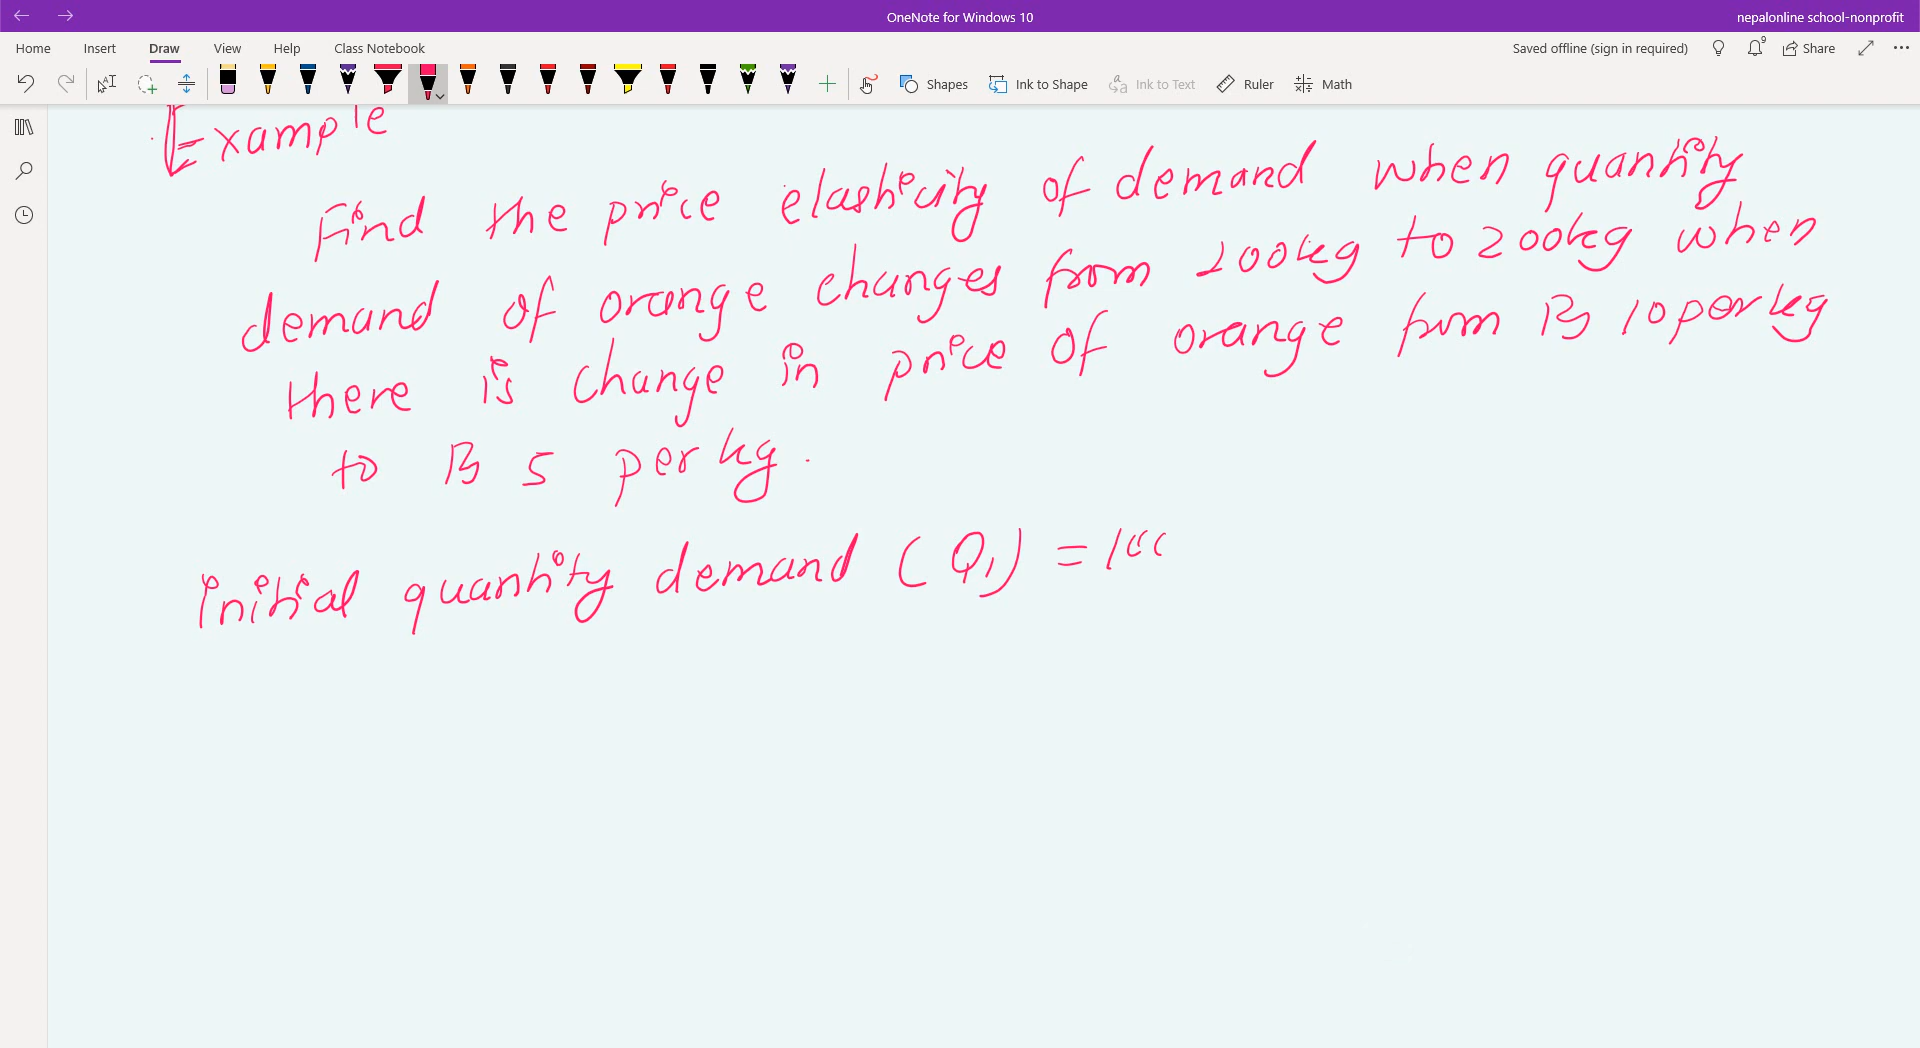 OneNote for Windows 10
nepalonline school-nonprofit
Home Insert Draw View Help Class Notebook
Saved offline (sign in required) 9 Share
Shapes Ink to Shape Ink to Text Ruler Math
Example
Find the price elasticity of demand when quantity
demand of orange changes from 100kg to 200kg when
there is change in price of orange from Rs 10 per kg
to Rs 5 per kg.
initial quantity demand (Q1) = 100